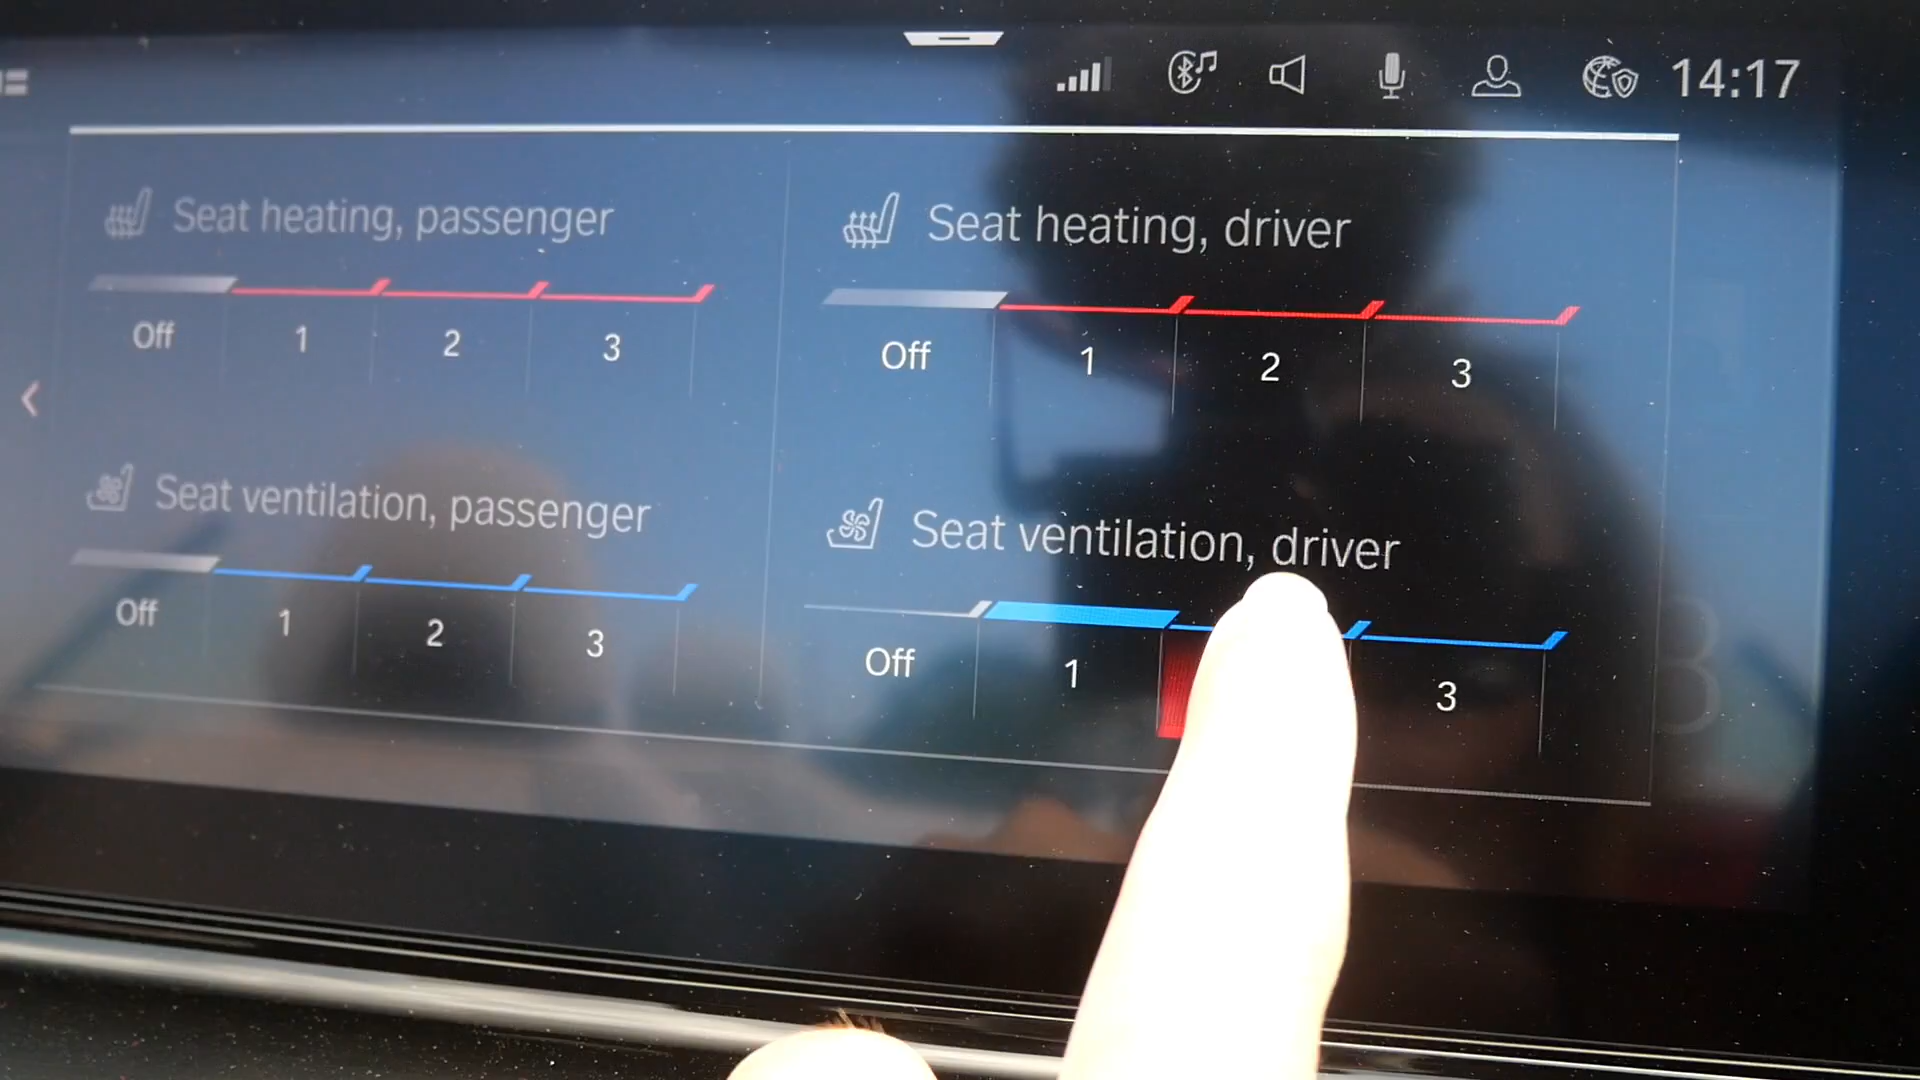 14:17
Seat heating, passenger
Off 1 2 3
Seat heating, driver
Off 1 2 3
Seat ventilation, passenger
Off 1 2 3
Seat ventilation, driver
Off 1 3